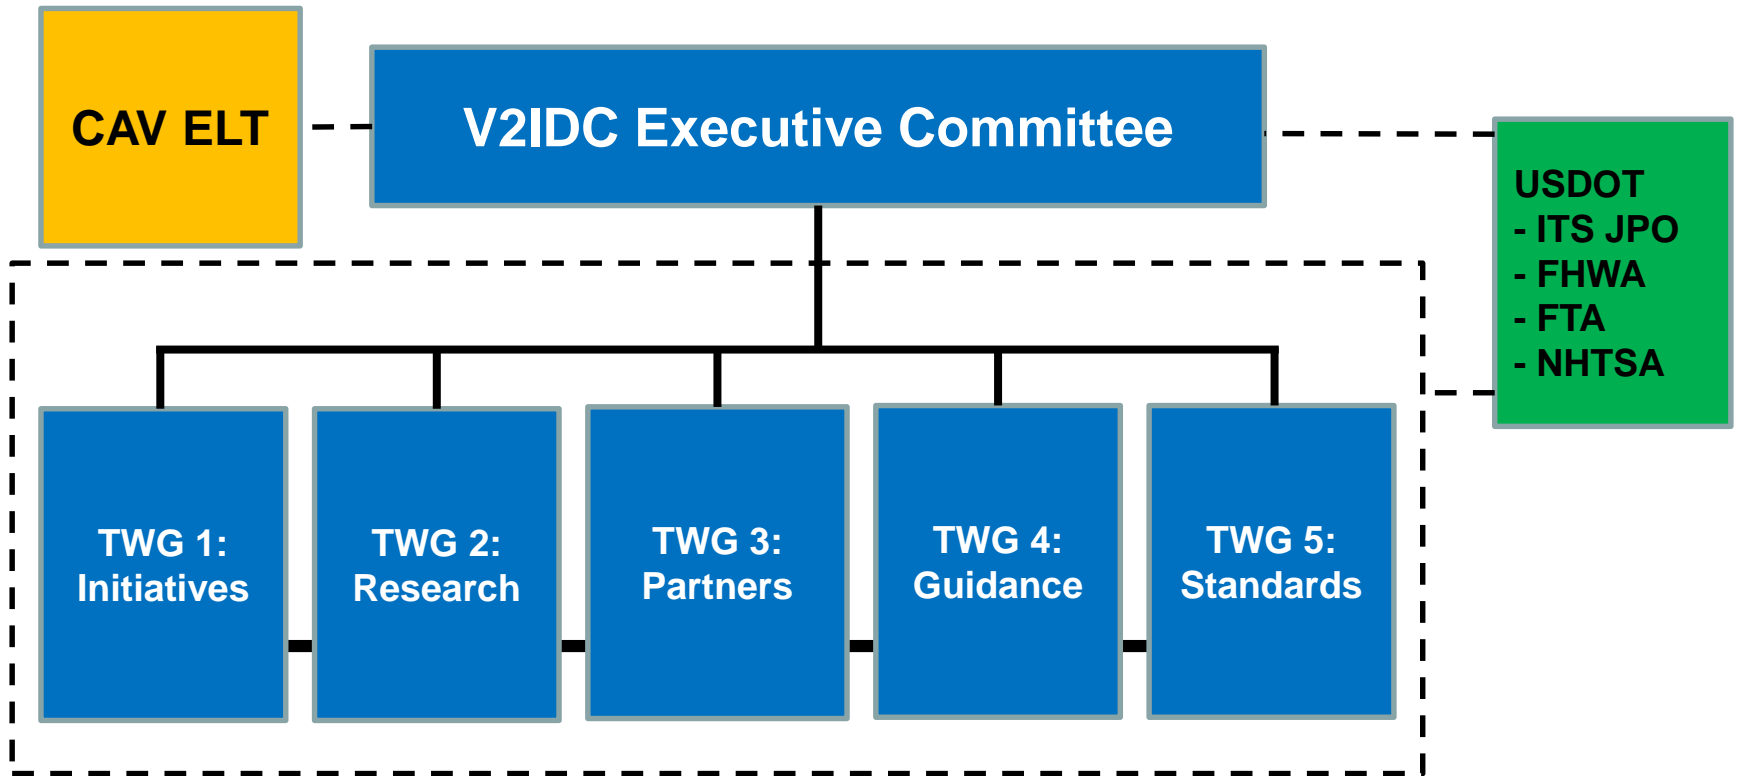 CAV ELT
V2IDC Executive Committee
USDOT
- ITS JPO
- FHWA
- FTA
- NHTSA
TWG 1:
Initiatives
TWG 2:
Research
TWG 3:
Partners
TWG 4:
Guidance
TWG 5:
Standards